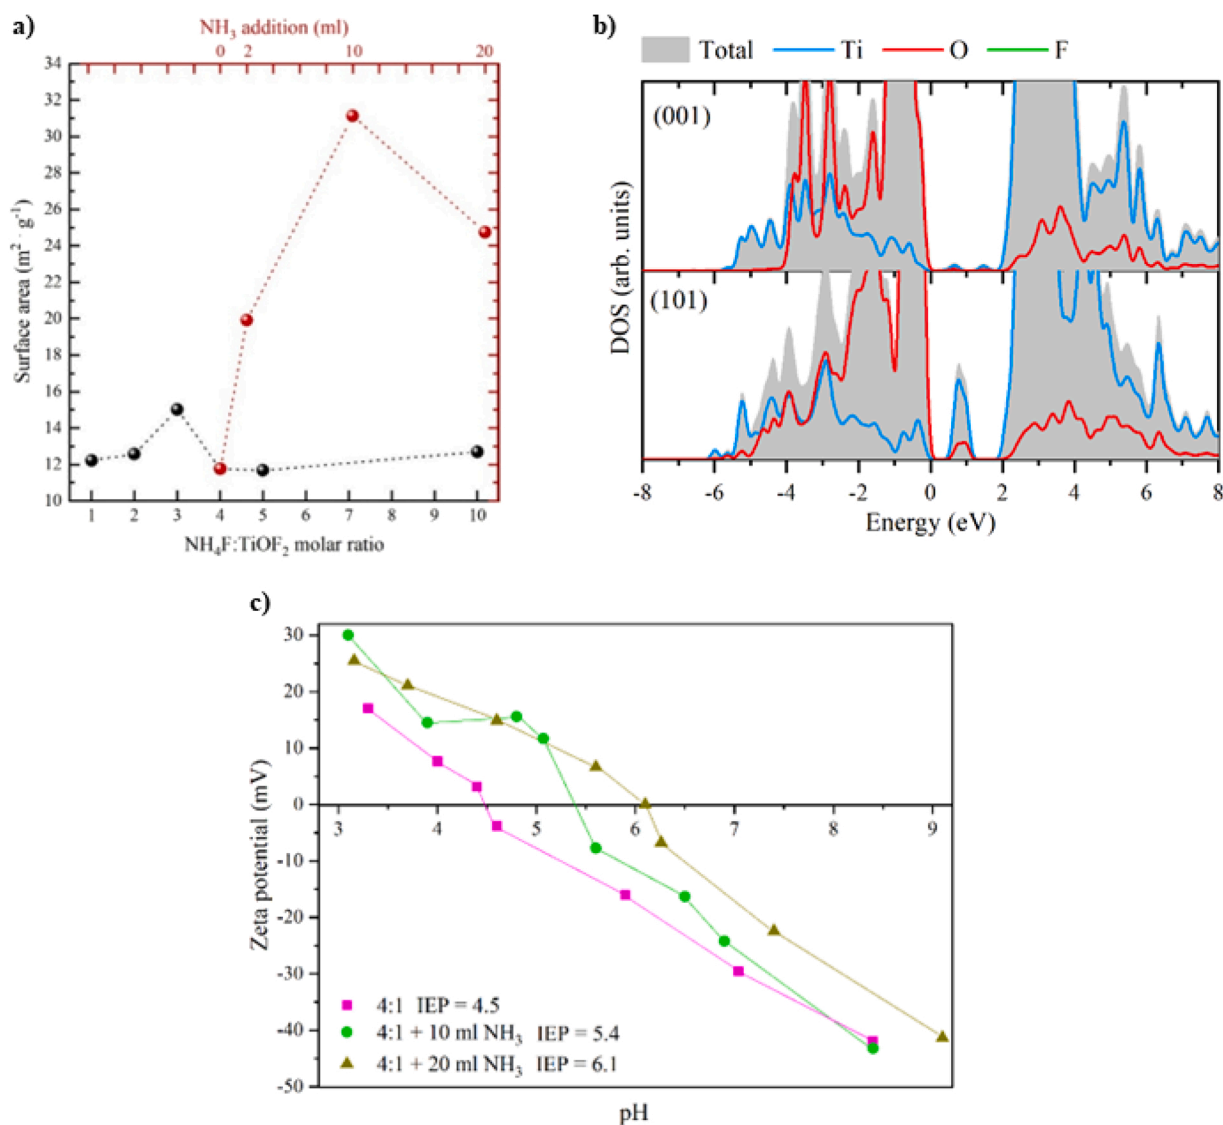 a)
NH3 addition (ml)
0 2 10 20
34
32
30
28
26
24
22
20
18
16
14
12
10
Surface area (m2 · g-1)
1 2 3 4 5 6 7 8 9 10
NH4F:TiOF2 molar ratio
b)
Total Ti O F
(001)
(101)
DOS (arb. units)
-8 -6 -4 -2 0 2 4 6 8
Energy (eV)
c)
30
20
10
0
-10
-20
-30
-40
-50
Zeta potential (mV)
3 4 5 6 7 8 9
4:1 IEP = 4.5
4:1 + 10 ml NH3 IEP = 5.4
4:1 + 20 ml NH3 IEP = 6.1
pH